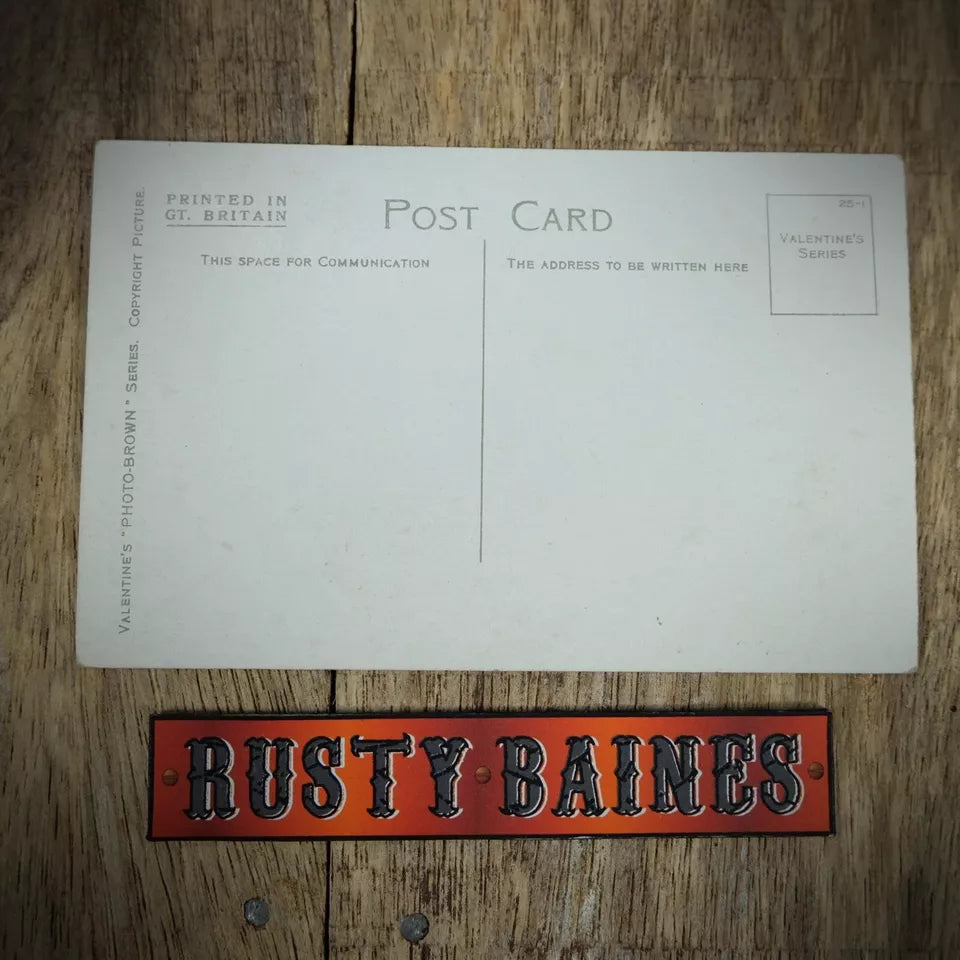 PRINTED IN
GT. BRITAIN
POST CARD
25-1
VALENTINE'S
SERIES
THIS SPACE FOR COMMUNICATION
THE ADDRESS TO BE WRITTEN HERE
VALENTINE'S "PHOTO-BROWN" SERIES. COPYRIGHT PICTURE.
RUSTY BAINES